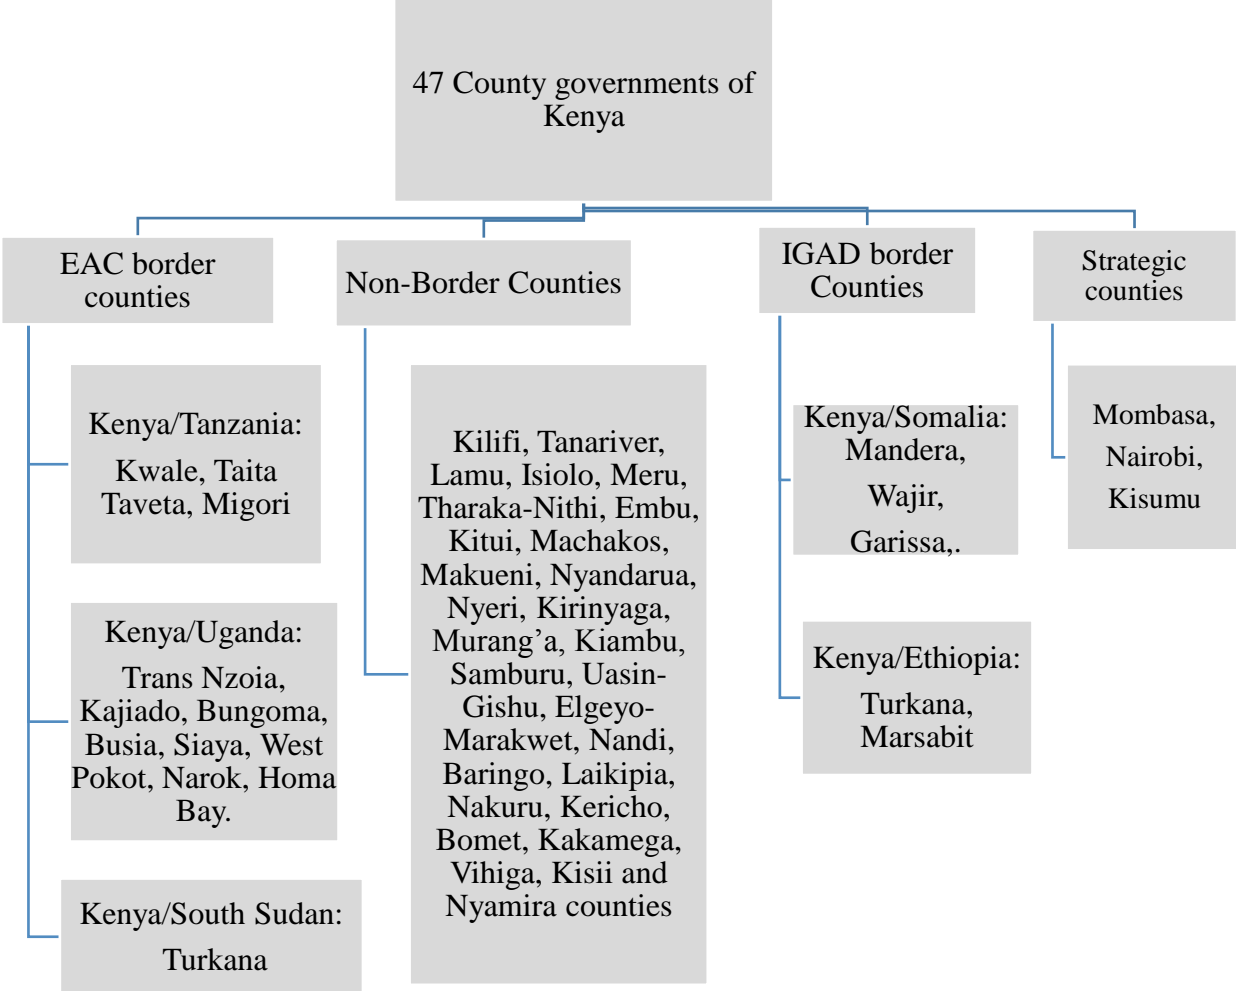 47 County governments of
Kenya
EAC border
counties
Non-Border Counties
IGAD border
Counties
Strategic
counties
Kenya/Tanzania:
Kwale, Taita
Taveta, Migori
Kenya/Uganda:
Trans Nzoia,
Kajiado, Bungoma,
Busia, Siaya, West
Pokot, Narok, Homa
Bay.
Kenya/South Sudan:
Turkana
Kilifi, Tanariver,
Lamu, Isiolo, Meru,
Tharaka-Nithi, Embu,
Kitui, Machakos,
Makueni, Nyandarua,
Nyeri, Kirinyaga,
Murang’a, Kiambu,
Samburu, Uasin-
Gishu, Elgeyo-
Marakwet, Nandi,
Baringo, Laikipia,
Nakuru, Kericho,
Bomet, Kakamega,
Vihiga, Kisii and
Nyamira counties
Kenya/Somalia:
Mandera,
Wajir,
Garissa,.
Kenya/Ethiopia:
Turkana,
Marsabit
Mombasa,
Nairobi,
Kisumu